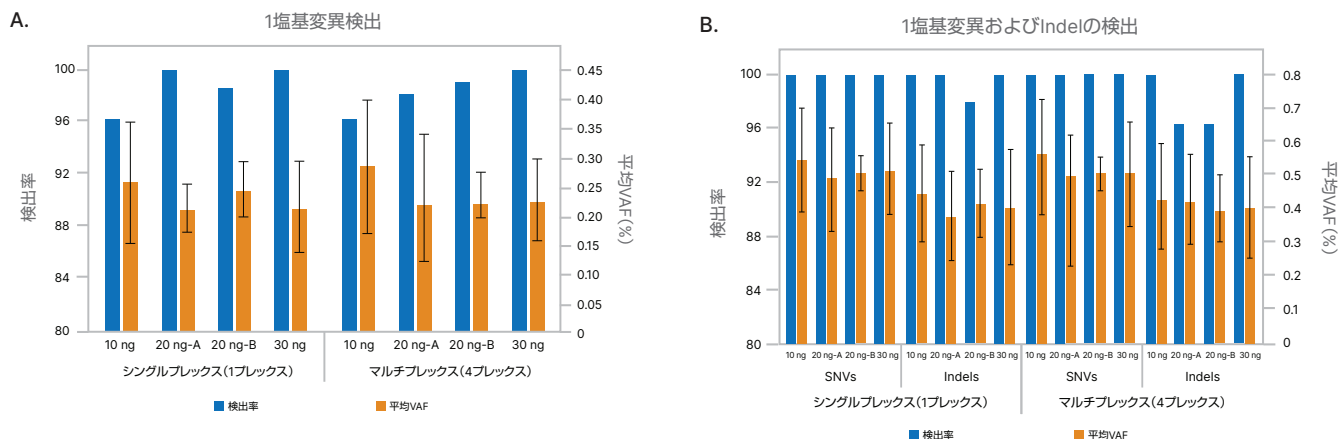 A.
1塩基変異検出
検出率
100
96
92
88
84
80
0.45
0.40
0.35
0.30
0.25
0.20
0.15
0.10
0.05
0
平均VAF(%)
10 ng 20 ng-A 20 ng-B 30 ng 10 ng 20 ng-A 20 ng-B 30 ng
シングルプレックス(1プレックス) マルチプレックス(4プレックス)
検出率 平均VAF
B.
1塩基変異およびIndelの検出
検出率
100
96
92
88
84
80
0.8
0.7
0.6
0.5
0.4
0.3
0.2
0.1
0
平均VAF(%)
10 ng 20 ng-A 20 ng-B 30 ng 10 ng 20 ng-A 20 ng-B 30 ng 10 ng 20 ng-A 20 ng-B 30 ng 10 ng 20 ng-A 20 ng-B 30 ng
SNVs Indels SNVs Indels
シングルプレックス(1プレックス) マルチプレックス(4プレックス)
検出率 平均VAF